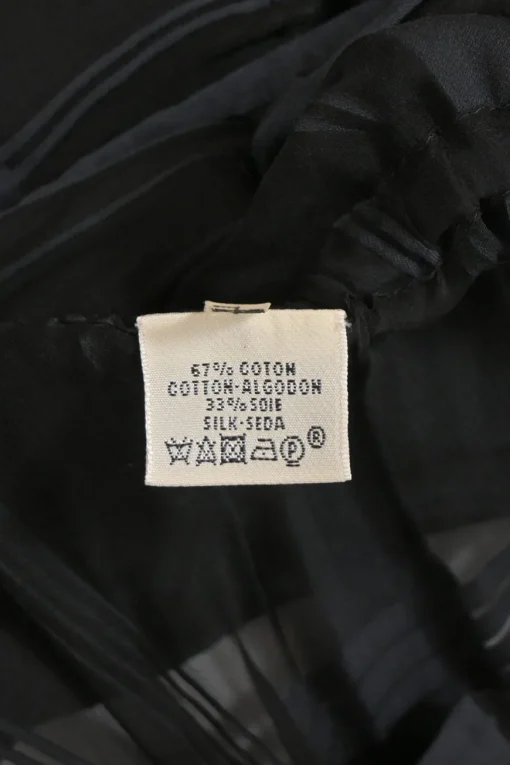 67% COTON
COTTON-ALGODON
33% SOIE
SILK-SEDA
P ®